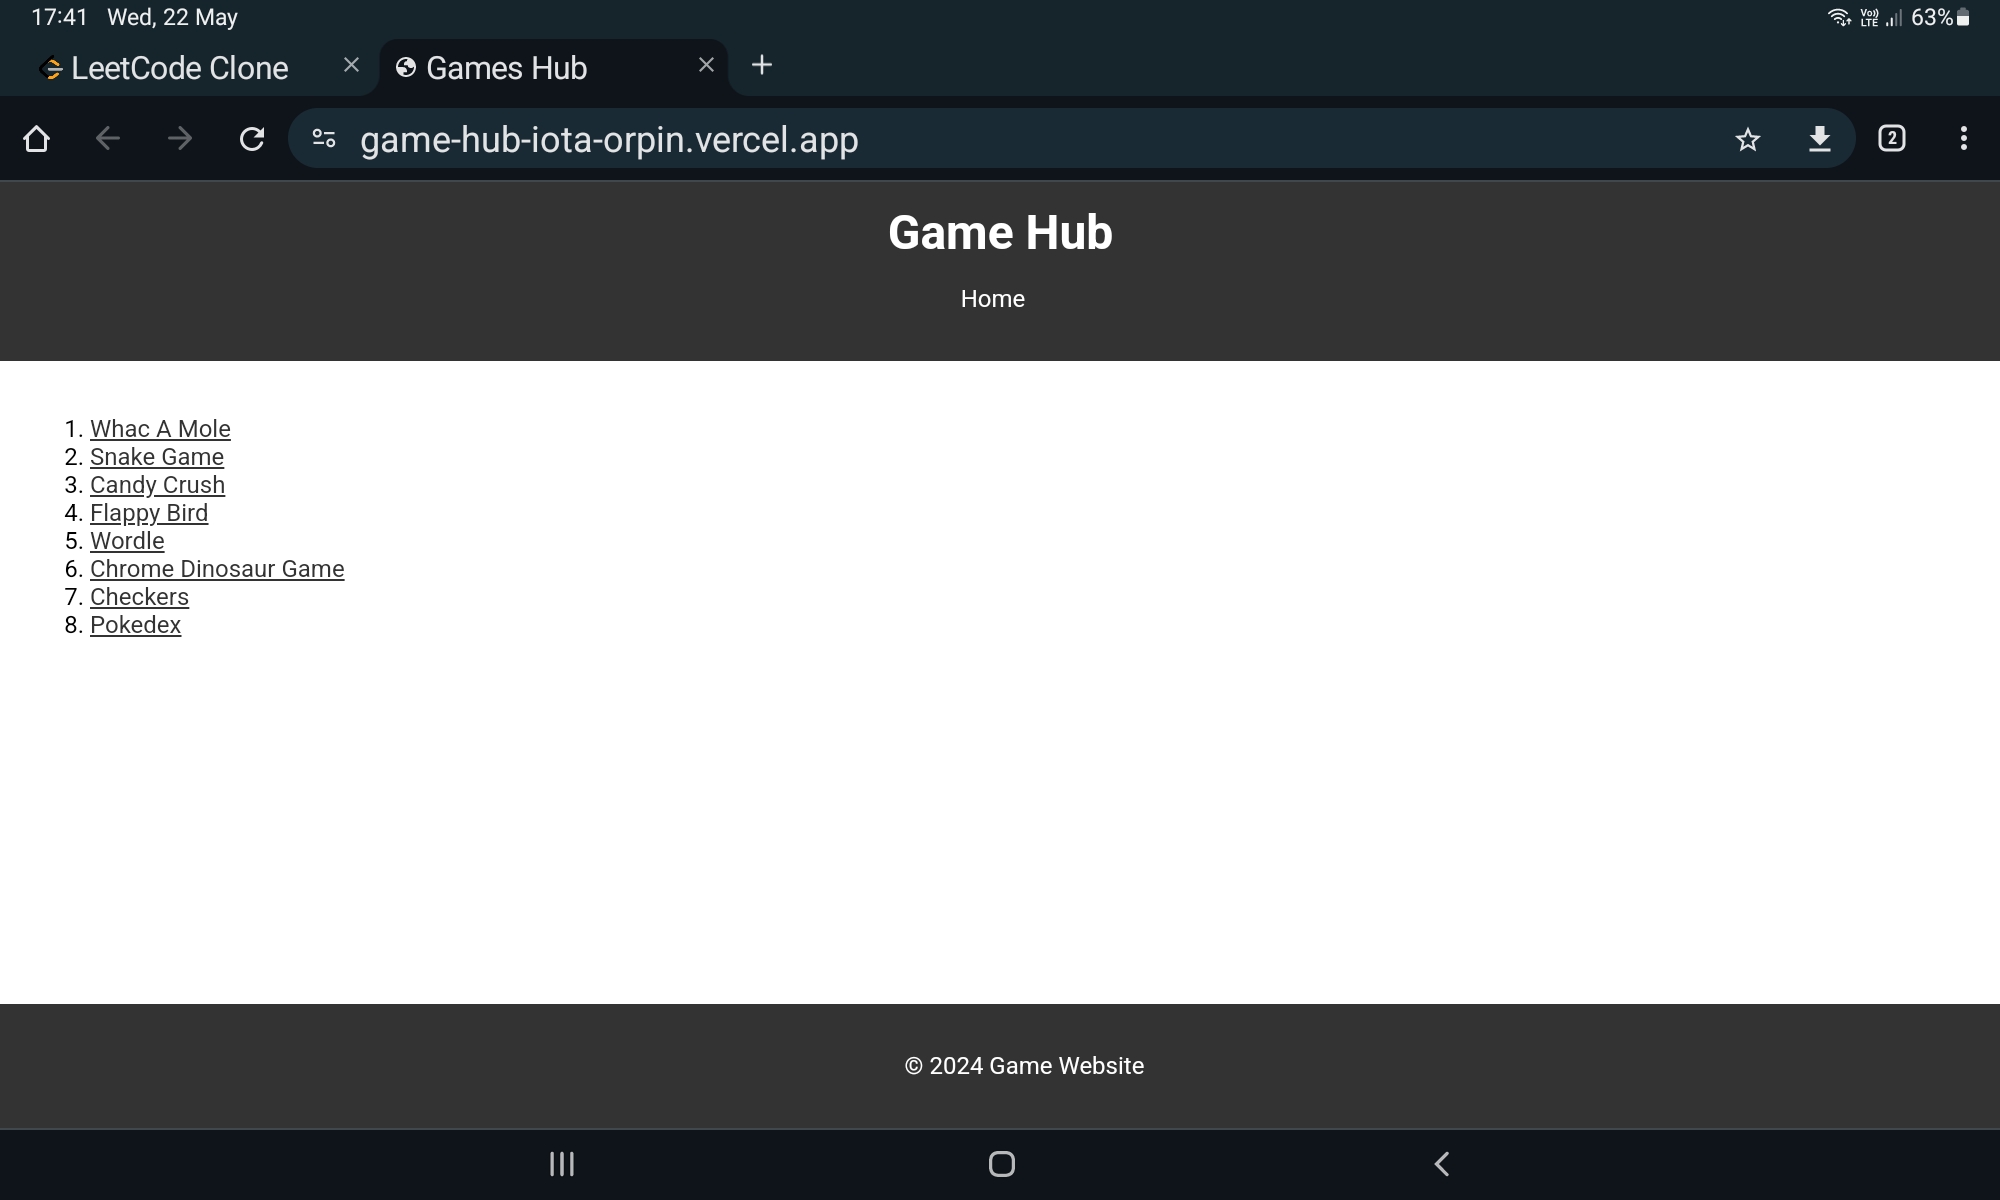 17:41 Wed, 22 May
Vo)) LTE 63%
LeetCode Clone
Games Hub
game-hub-iota-orpin.vercel.app
2
Game Hub
Home
1. Whac A Mole
2. Snake Game
3. Candy Crush
4. Flappy Bird
5. Wordle
6. Chrome Dinosaur Game
7. Checkers
8. Pokedex
© 2024 Game Website